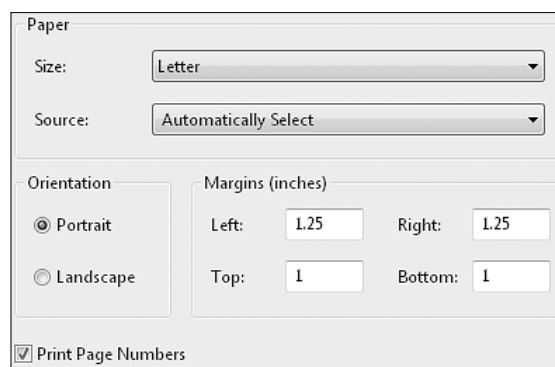 Paper
Size: Letter
Source: Automatically Select
Orientation
Portrait
Landscape
Margins (inches)
Left: 1.25 Right: 1.25
Top: 1 Bottom: 1
Print Page Numbers